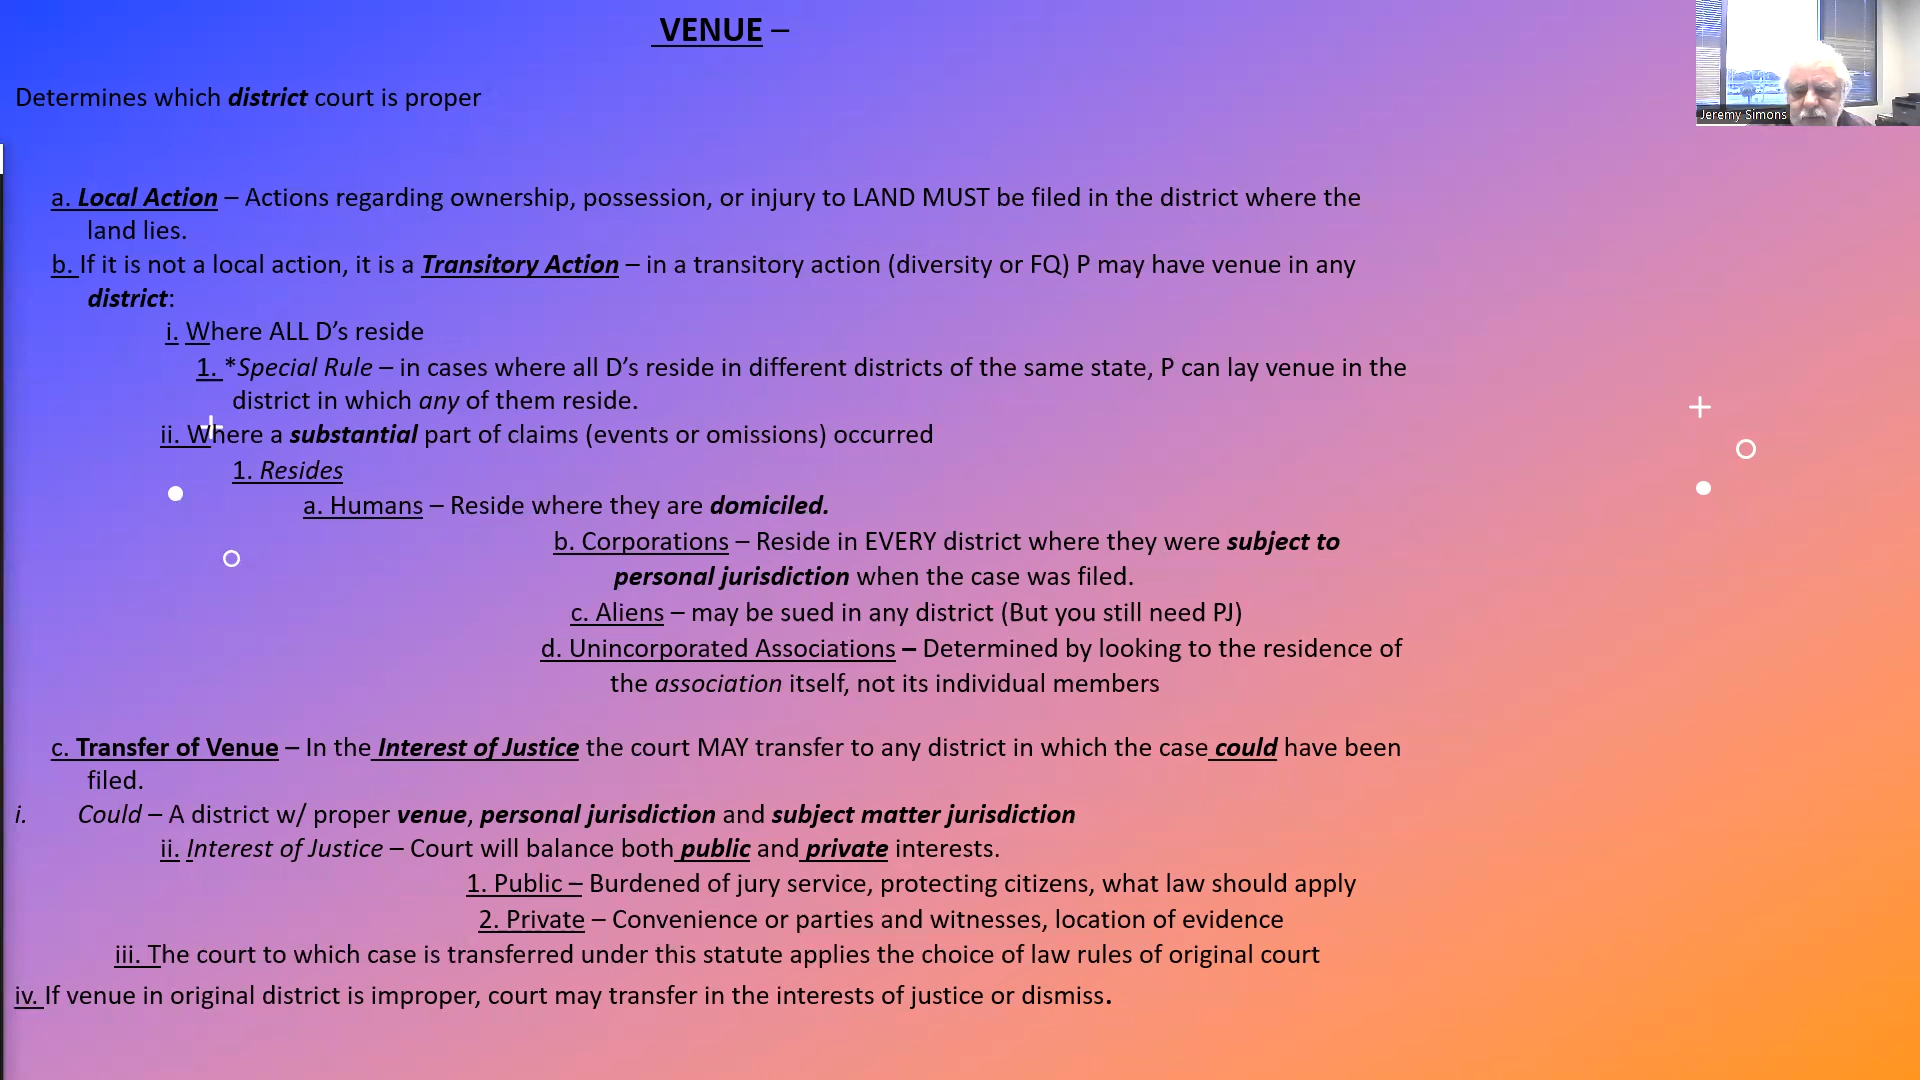 VENUE –
Jeremy Simons
Determines which district court is proper
a. Local Action – Actions regarding ownership, possession, or injury to LAND MUST be filed in the district where the
land lies.
b. If it is not a local action, it is a Transitory Action – in a transitory action (diversity or FQ) P may have venue in any
district:
i. Where ALL D’s reside
1. *Special Rule – in cases where all D’s reside in different districts of the same state, P can lay venue in the
district in which any of them reside.
ii. Where a substantial part of claims (events or omissions) occurred
1. Resides
a. Humans – Reside where they are domiciled.
b. Corporations – Reside in EVERY district where they were subject to
personal jurisdiction when the case was filed.
c. Aliens – may be sued in any district (But you still need PJ)
d. Unincorporated Associations – Determined by looking to the residence of
the association itself, not its individual members
c. Transfer of Venue – In the Interest of Justice the court MAY transfer to any district in which the case could have been
filed.
i. Could – A district w/ proper venue, personal jurisdiction and subject matter jurisdiction
ii. Interest of Justice – Court will balance both public and private interests.
1. Public – Burdened of jury service, protecting citizens, what law should apply
2. Private – Convenience or parties and witnesses, location of evidence
iii. The court to which case is transferred under this statute applies the choice of law rules of original court
iv. If venue in original district is improper, court may transfer in the interests of justice or dismiss.